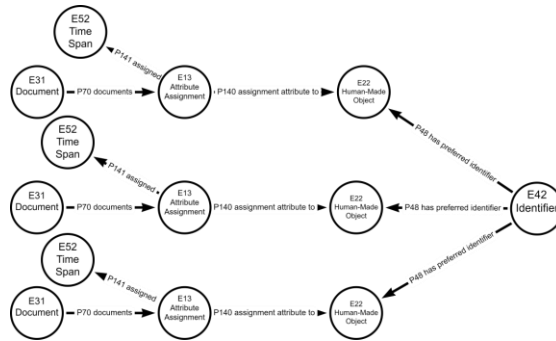 E52
Time
Span
P141 assigned
E31
Document
P70 documents
E13
Attribute
Assignment
P140 assignment attribute to
E22
Human-Made
Object
P48 has preferred identifier
E52
Time
Span
P141 assigned
E31
Document
P70 documents
E13
Attribute
Assignment
P140 assignment attribute to
E22
Human-Made
Object
P48 has preferred identifier
E42
Identifier
E52
Time
Span
P141 assigned
P48 has preferred identifier
E31
Document
P70 documents
E13
Attribute
Assignment
P140 assignment attribute to
E22
Human-Made
Object